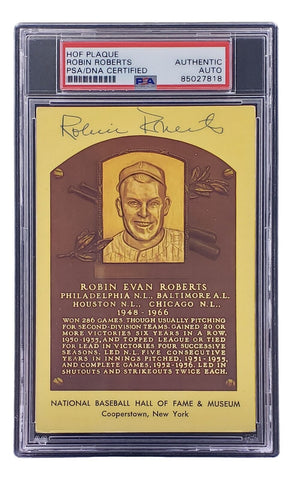 HOF PLAQUE
ROBIN ROBERTS
PSA/DNA CERTIFIED
PSA
AUTHENTIC
AUTO
85027818
Robin Roberts
ROBIN EVAN ROBERTS
PHILADELPHIA N.L., BALTIMORE A.L.
HOUSTON N.L., CHICAGO N.L.,
1948 - 1966
WON 286 GAMES THOUGH USUALLY PITCHING
FOR SECOND-DIVISION TEAMS. GAINED 20 OR
MORE VICTORIES SIX YEARS IN A ROW,
1950-1955, AND TOPPED LEAGUE OR TIED
FOR LEAD IN VICTORIES FOUR SUCCESSIVE
SEASONS. LED N.L. FIVE CONSECUTIVE
YEARS IN INNINGS PITCHED, 1951-1955,
AND COMPLETE GAMES, 1952-1956. LED IN
SHUTOUTS AND STRIKEOUTS TWICE EACH.
NATIONAL BASEBALL HALL OF FAME & MUSEUM
Cooperstown, New York